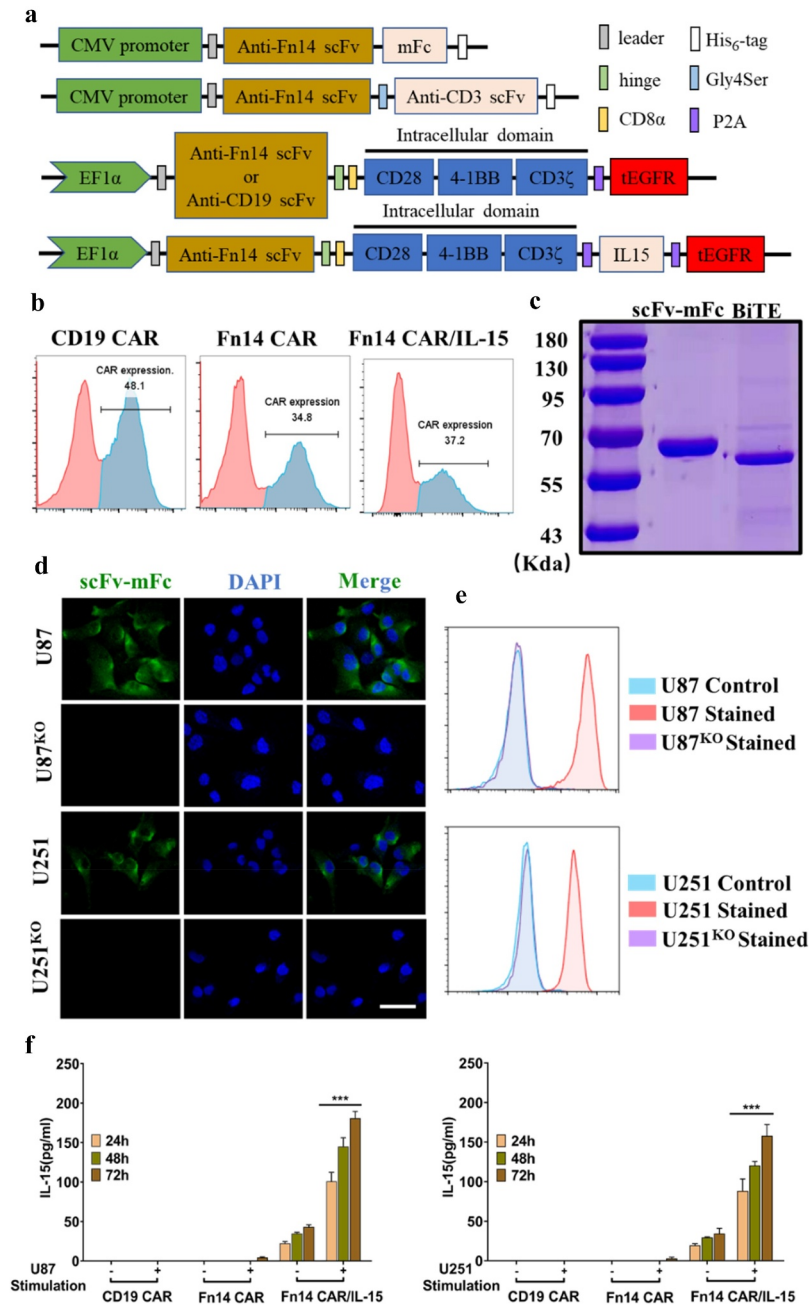 a
CMV promoter
Anti-Fn14 scFv
mFc
leader
His6-tag
CMV promoter
Anti-Fn14 scFv
Anti-CD3 scFv
hinge
Gly4Ser
CD8α
P2A
Intracellular domain
EF1α
Anti-Fn14 scFv
or
Anti-CD19 scFv
CD28
4-1BB
CD3ζ
tEGFR
Intracellular domain
EF1α
Anti-Fn14 scFv
CD28
4-1BB
CD3ζ
IL15
tEGFR
b
CD19 CAR
Fn14 CAR
Fn14 CAR/IL-15
CAR expression.
48.1
CAR expression
34.8
CAR expression
37.2
c
scFv-mFc BiTE
180
130
95
70
55
43
(Kda)
d
scFv-mFc
DAPI
Merge
U87
U87KO
U251
U251KO
e
U87 Control
U87 Stained
U87KO Stained
U251 Control
U251 Stained
U251KO Stained
f
250
200
150
100
50
0
IL-15(pg/ml)
24h
48h
72h
***
U87
Stimulation
- + - + - +
CD19 CAR
Fn14 CAR
Fn14 CAR/IL-15
250
200
150
100
50
0
IL-15(pg/ml)
24h
48h
72h
***
U251
Stimulation
- + - + - +
CD19 CAR
Fn14 CAR
Fn14 CAR/IL-15